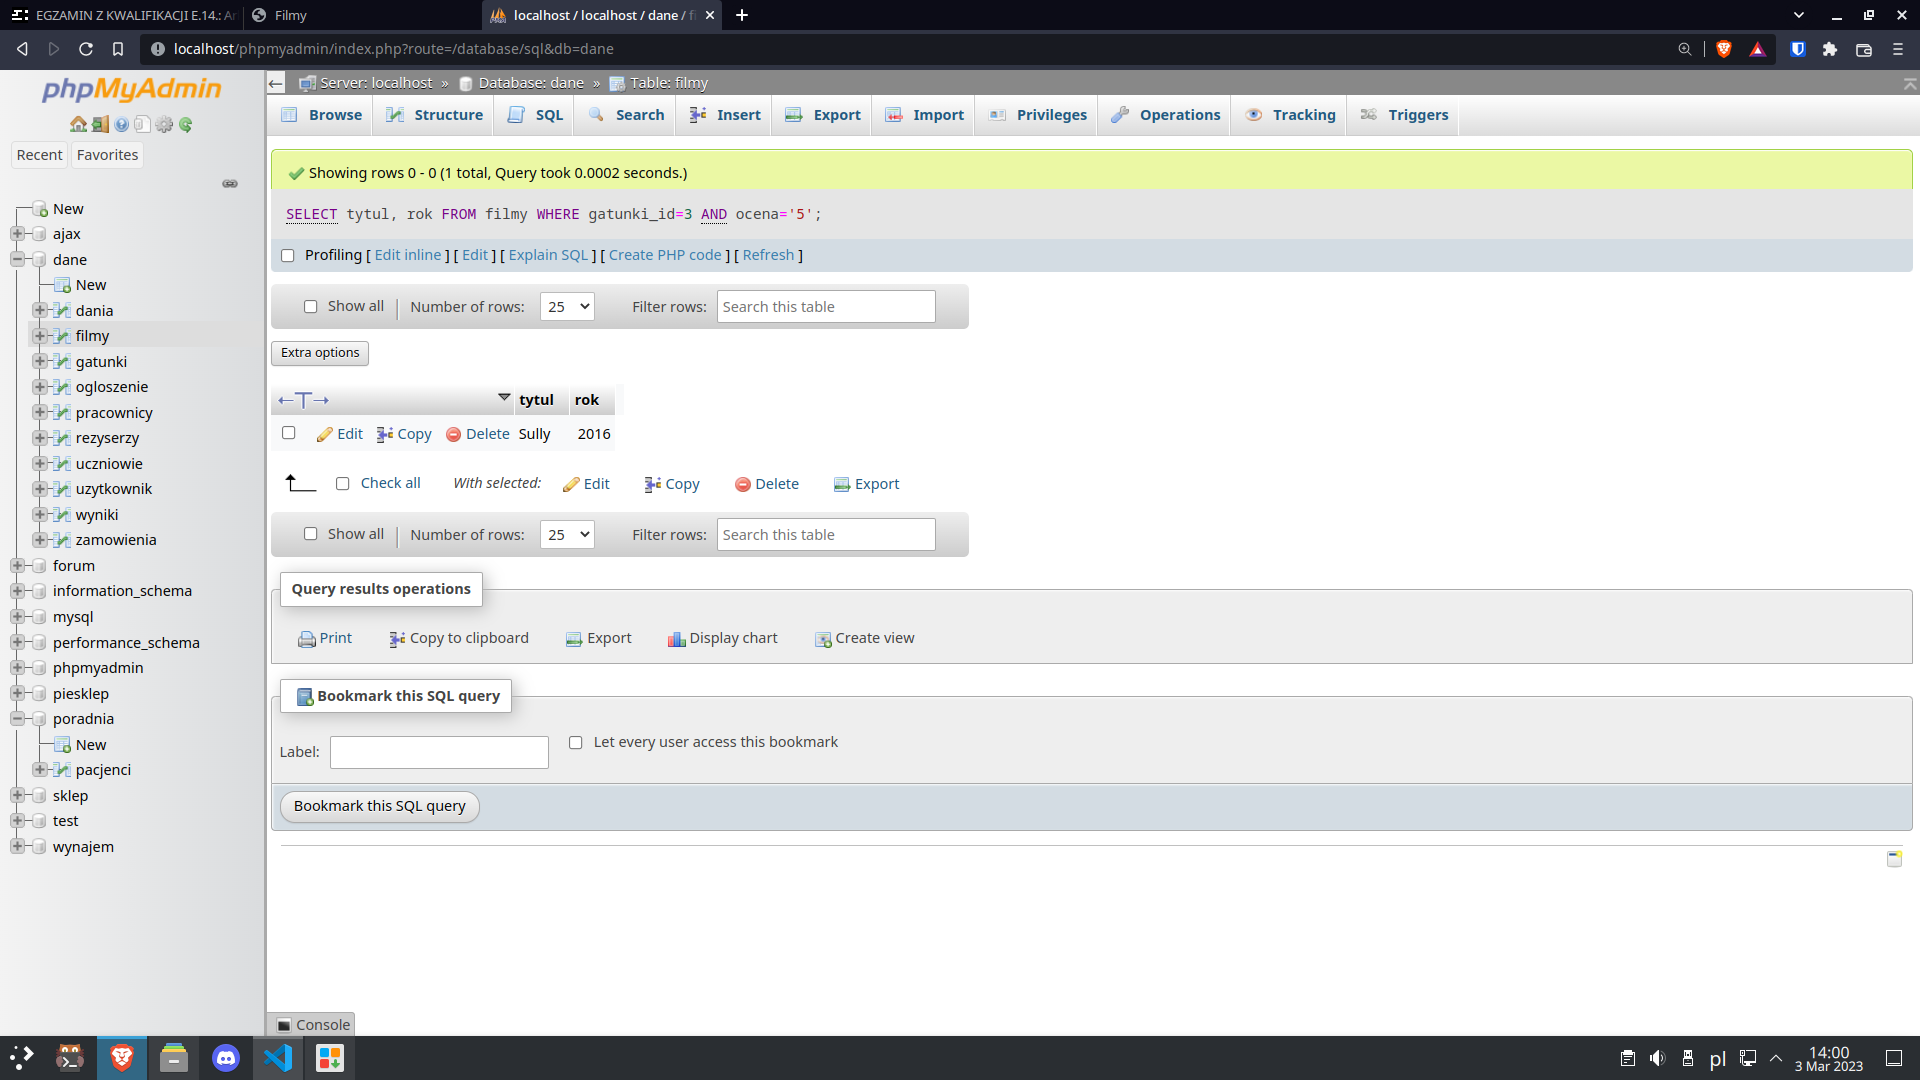 EGZAMIN Z KWALIFIKACJI E.14.: Ar
Filmy
localhost / localhost / dane / fi
localhost/phpmyadmin/index.php?route=/database/sql&db=dane
phpMyAdmin
Recent
Favorites
New
ajax
dane
New
dania
filmy
gatunki
ogloszenie
pracownicy
rezyserzy
uczniowie
uzytkownik
wyniki
zamowienia
forum
information_schema
mysql
performance_schema
phpmyadmin
piesklep
poradnia
New
pacjenci
sklep
test
wynajem
Server: localhost » Database: dane » Table: filmy
Browse Structure SQL Search Insert Export Import Privileges Operations Tracking Triggers
Showing rows 0 - 0 (1 total, Query took 0.0002 seconds.)
SELECT tytul, rok FROM filmy WHERE gatunki_id=3 AND ocena='5';
Profiling [ Edit inline ] [ Edit ] [ Explain SQL ] [ Create PHP code ] [ Refresh ]
Show all Number of rows: 25 Filter rows: Search this table
Extra options
tytul rok
Edit Copy Delete Sully 2016
Check all With selected: Edit Copy Delete Export
Show all Number of rows: 25 Filter rows: Search this table
Query results operations
Print Copy to clipboard Export Display chart Create view
Bookmark this SQL query
Label: Let every user access this bookmark
Bookmark this SQL query
Console
pl
14:00
3 Mar 2023